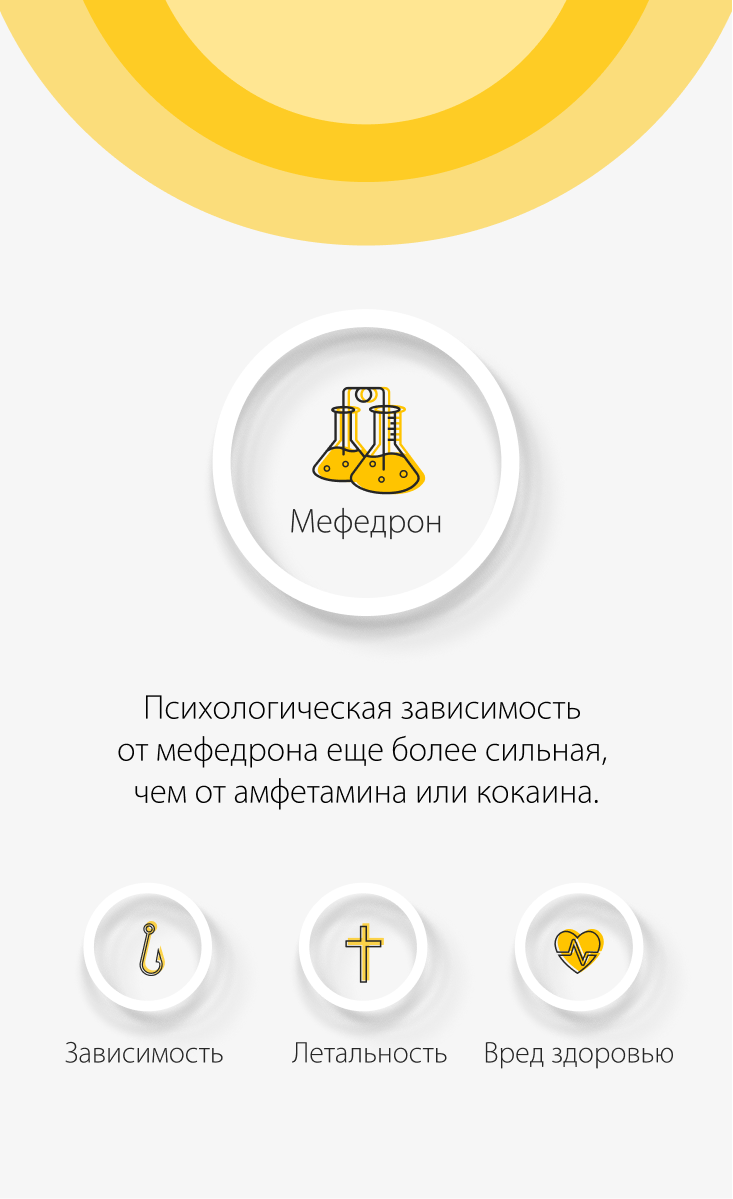 Мефедрон
Психологическая зависимость
от мефедрона еще более сильная,
чем от амфетамина или кокаина.
Зависимость
Летальность
Вред здоровью